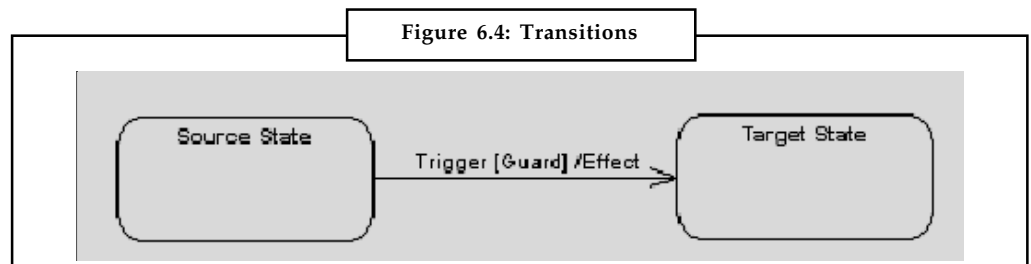 Figure 6.4: Transitions
Source State
Target State
Trigger [Guard] /Effect